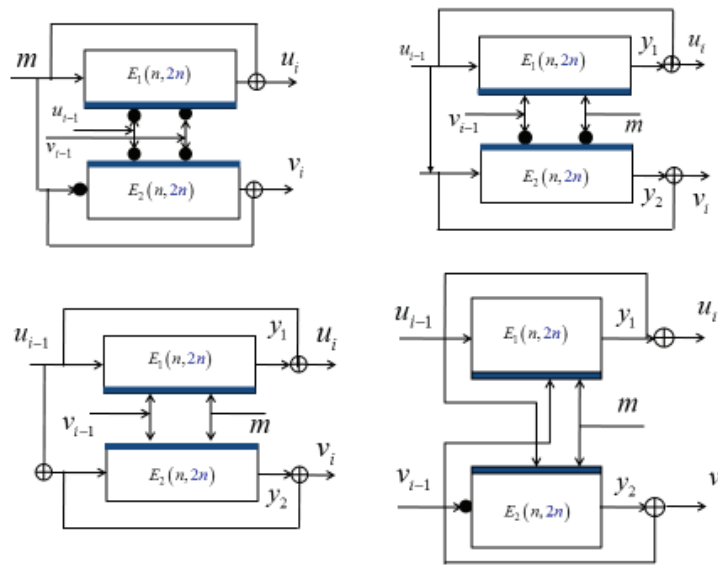 m
E₁(n,2n)
uᵢ
uᵢ₋₁
vᵢ₋₁
E₂(n,2n)
vᵢ
uᵢ₋₁
E₁(n,2n)
y₁
uᵢ
vᵢ₋₁
m
E₂(n,2n)
y₂
vᵢ
uᵢ₋₁
E₁(n,2n)
y₁
uᵢ
vᵢ₋₁
m
E₂(n,2n)
y₂
vᵢ
uᵢ₋₁
E₁(n,2n)
y₁
uᵢ
m
vᵢ₋₁
E₂(n,2n)
y₂
v